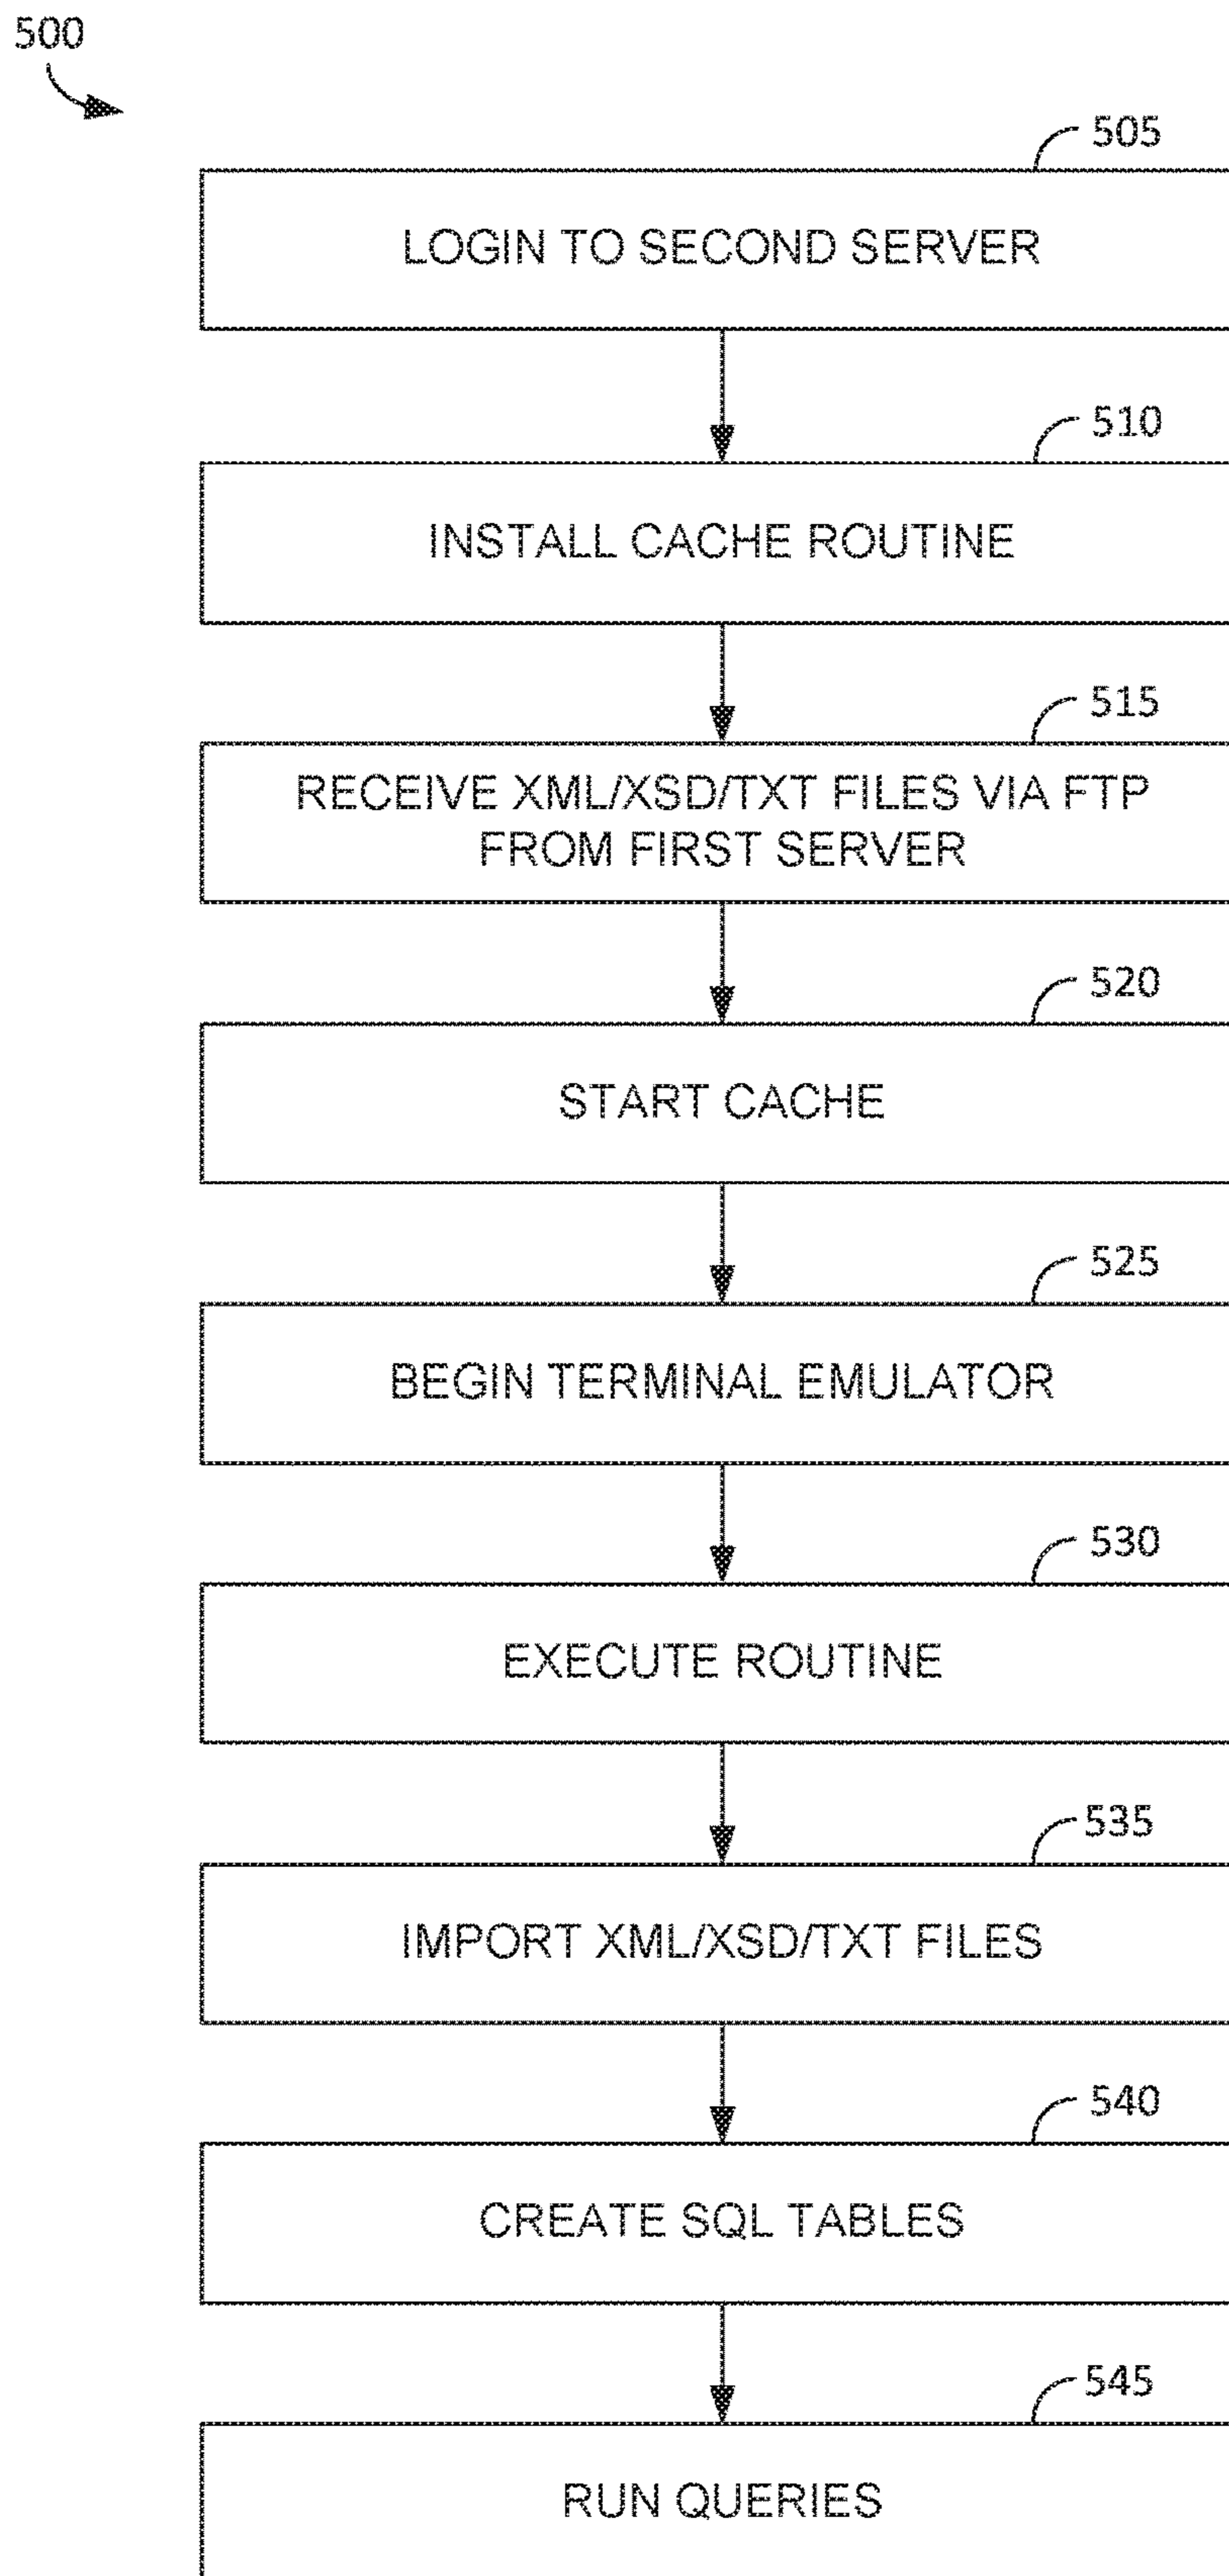 500
505
LOGIN TO SECOND SERVER
510
INSTALL CACHE ROUTINE
515
RECEIVE XML/XSD/TXT FILES VIA FTP
FROM FIRST SERVER
520
START CACHE
525
BEGIN TERMINAL EMULATOR
530
EXECUTE ROUTINE
535
IMPORT XML/XSD/TXT FILES
540
CREATE SQL TABLES
545
RUN QUERIES